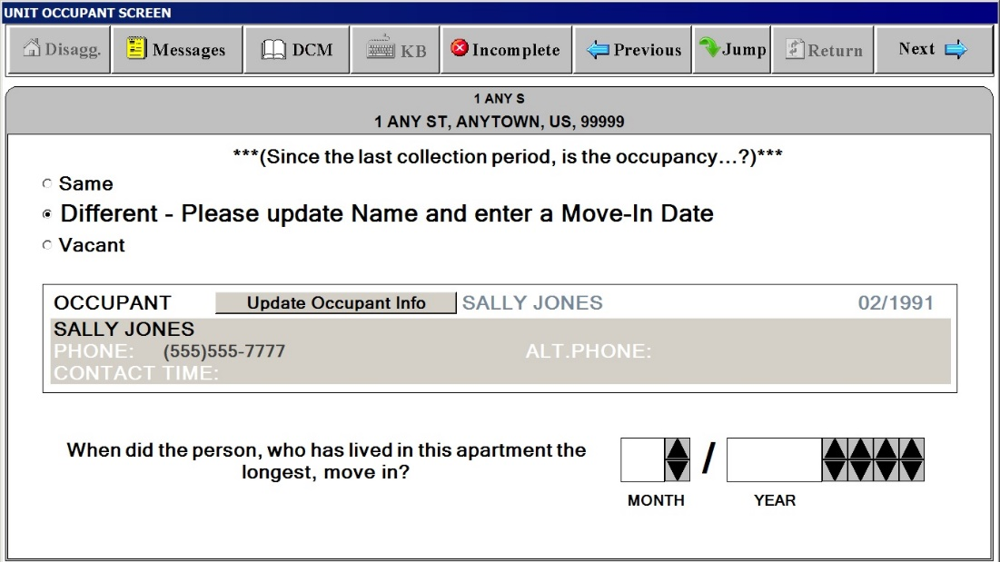 UNIT OCCUPANT SCREEN
Disagg. Messages DCM KB Incomplete Previous Jump Return Next
1 ANY S
1 ANY ST, ANYTOWN, US, 99999
***(Since the last collection period, is the occupancy...?)***
Same
Different - Please update Name and enter a Move-In Date
Vacant
OCCUPANT Update Occupant Info SALLY JONES 02/1991
SALLY JONES
PHONE: (555)555-7777 ALT.PHONE:
CONTACT TIME:
When did the person, who has lived in this apartment the
longest, move in? /
MONTH YEAR